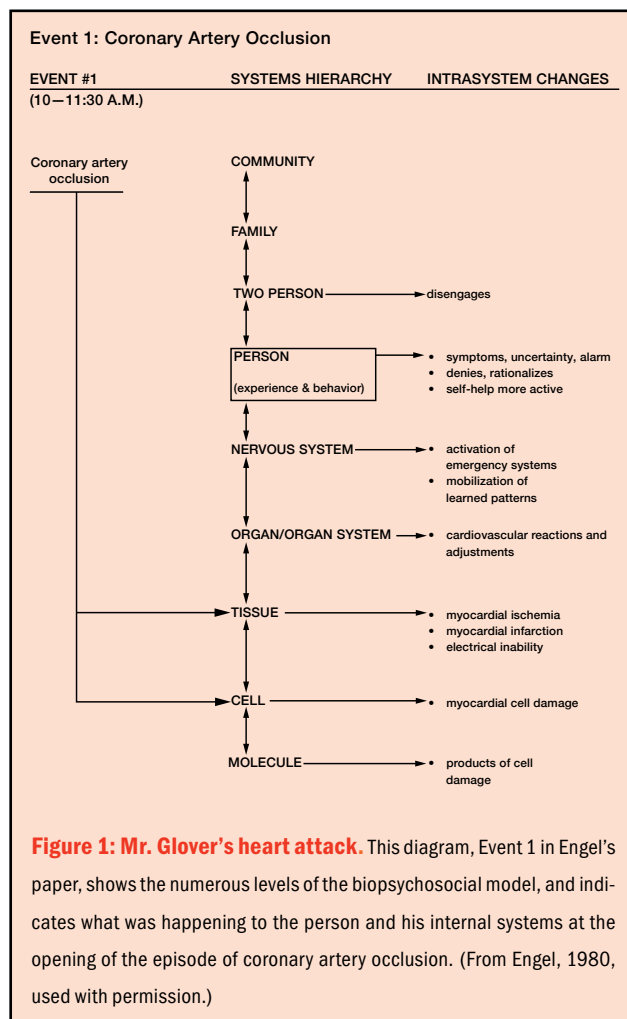 Event 1: Coronary Artery Occlusion
EVENT #1 SYSTEMS HIERARCHY INTRASYSTEM CHANGES
(10—11:30 A.M.)
Coronary artery
occlusion
COMMUNITY
FAMILY
TWO PERSON disengages
PERSON
(experience & behavior)
• symptoms, uncertainty, alarm
• denies, rationalizes
• self-help more active
NERVOUS SYSTEM
• activation of
emergency systems
• mobilization of
learned patterns
ORGAN/ORGAN SYSTEM
• cardiovascular reactions and
adjustments
TISSUE
• myocardial ischemia
• myocardial infarction
• electrical inability
CELL
• myocardial cell damage
MOLECULE
• products of cell
damage
Figure 1: Mr. Glover’s heart attack. This diagram, Event 1 in Engel’s
paper, shows the numerous levels of the biopsychosocial model, and indi-
cates what was happening to the person and his internal systems at the
opening of the episode of coronary artery occlusion. (From Engel, 1980,
used with permission.)